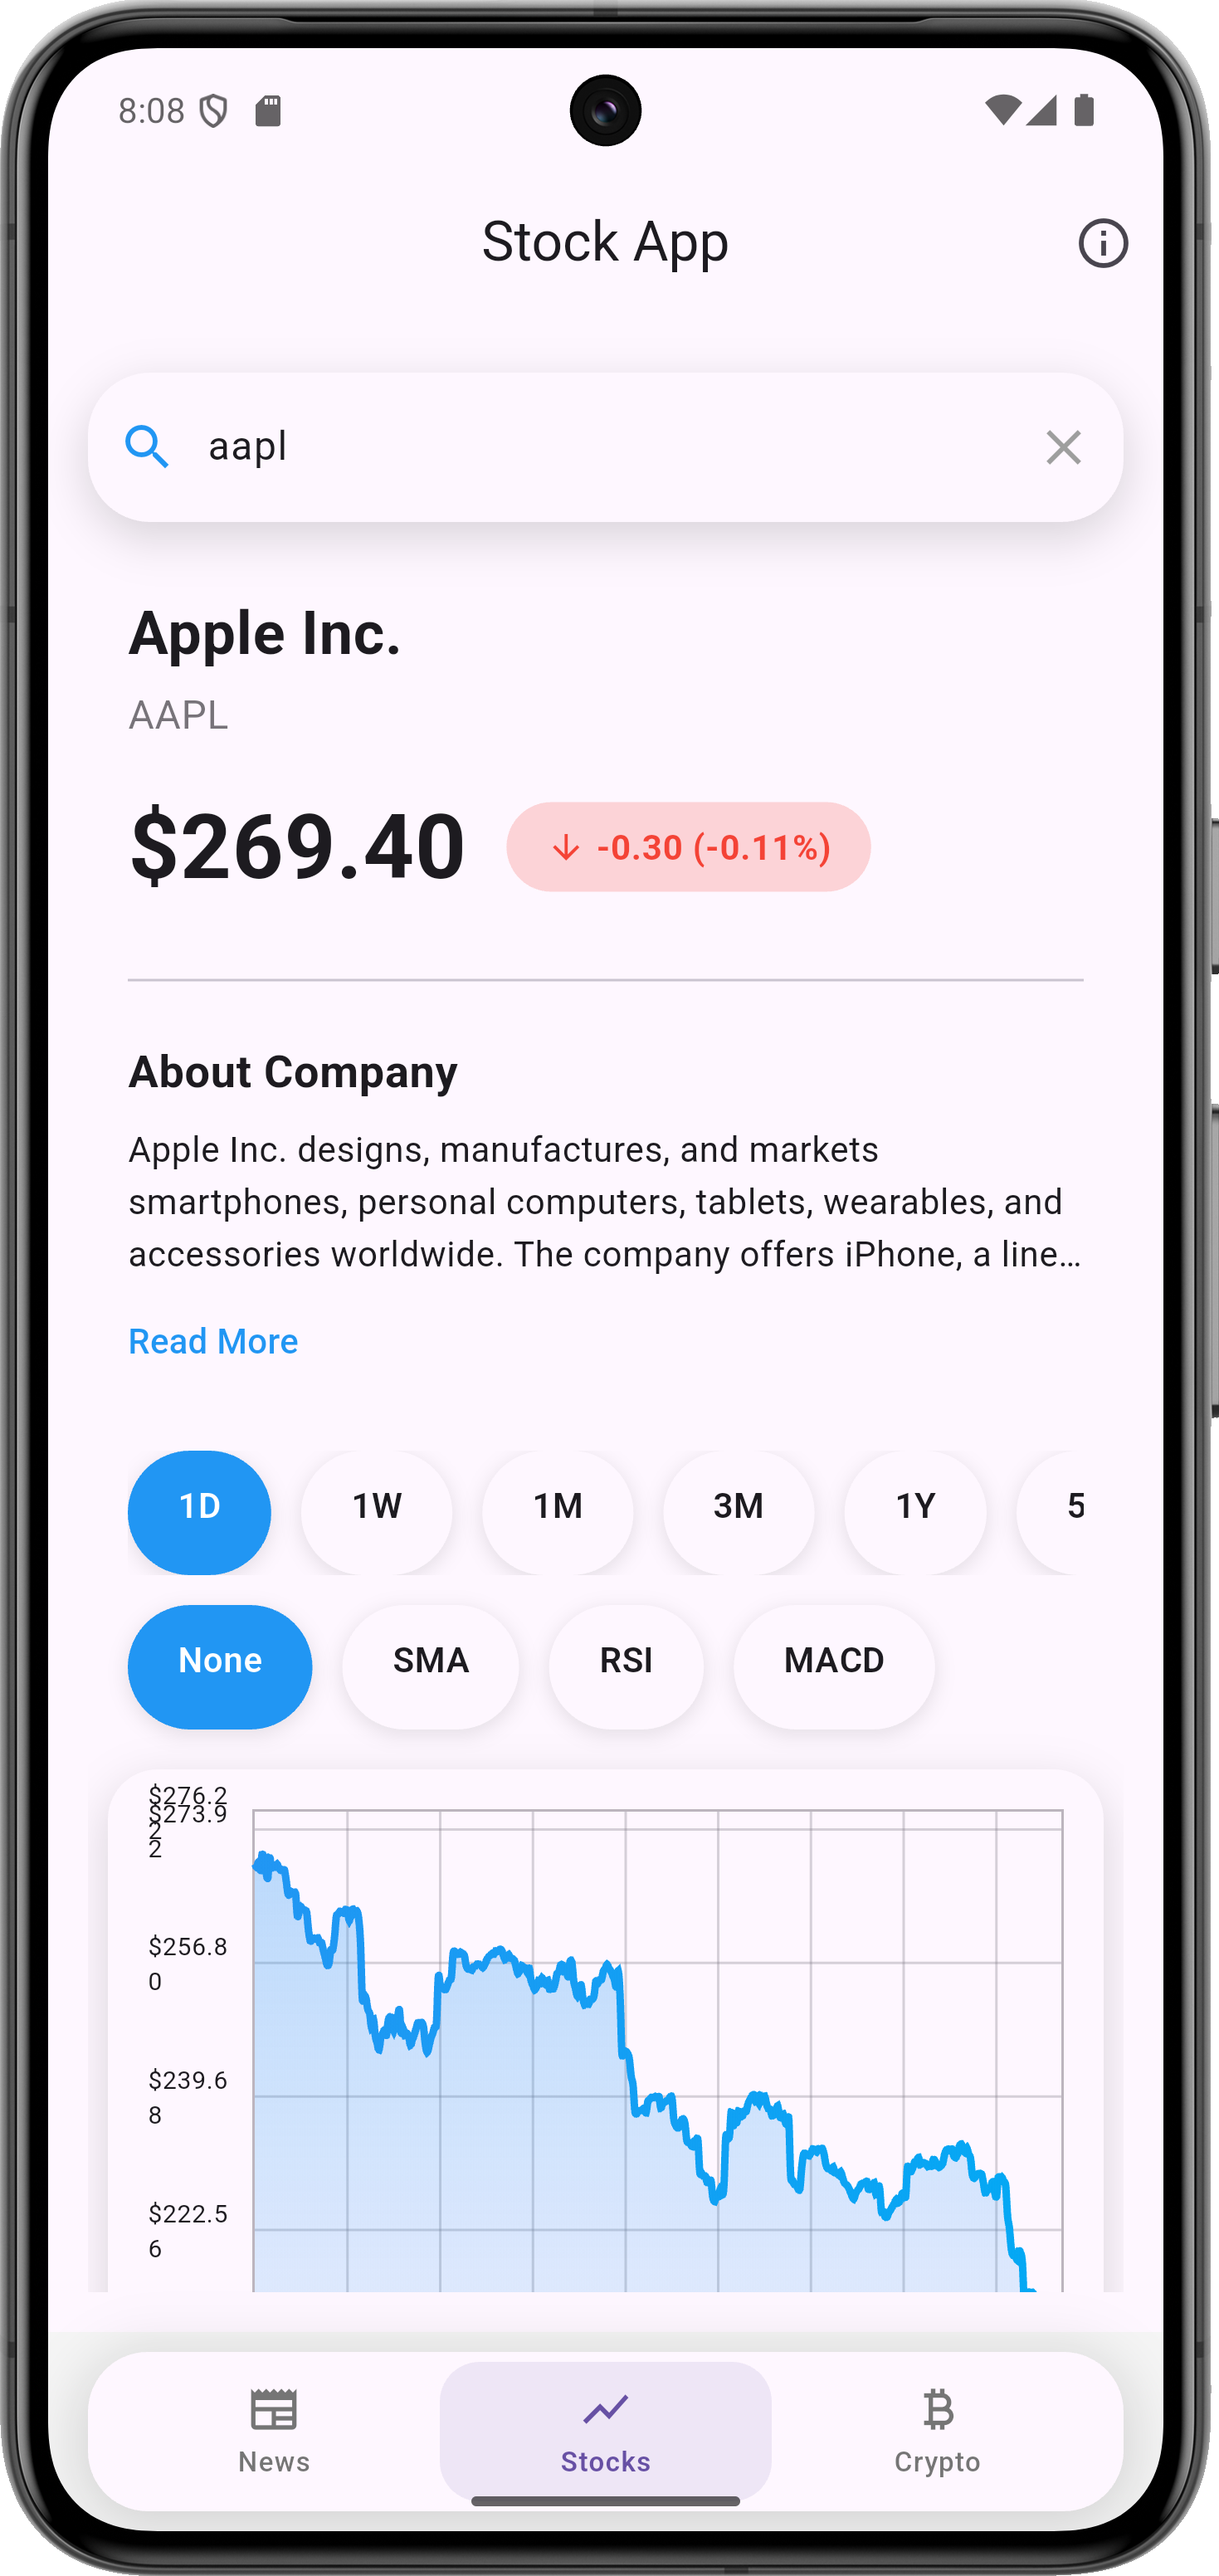 8:08
Stock App
aapl
Apple Inc.
AAPL
$269.40
-0.30 (-0.11%)
About Company
Apple Inc. designs, manufactures, and markets
smartphones, personal computers, tablets, wearables, and
accessories worldwide. The company offers iPhone, a line…
Read More
1D 1W 1M 3M 1Y 5
None SMA RSI MACD
$276.2
2
$273.9
2
$256.8
0
$239.6
8
$222.5
6
News Stocks Crypto